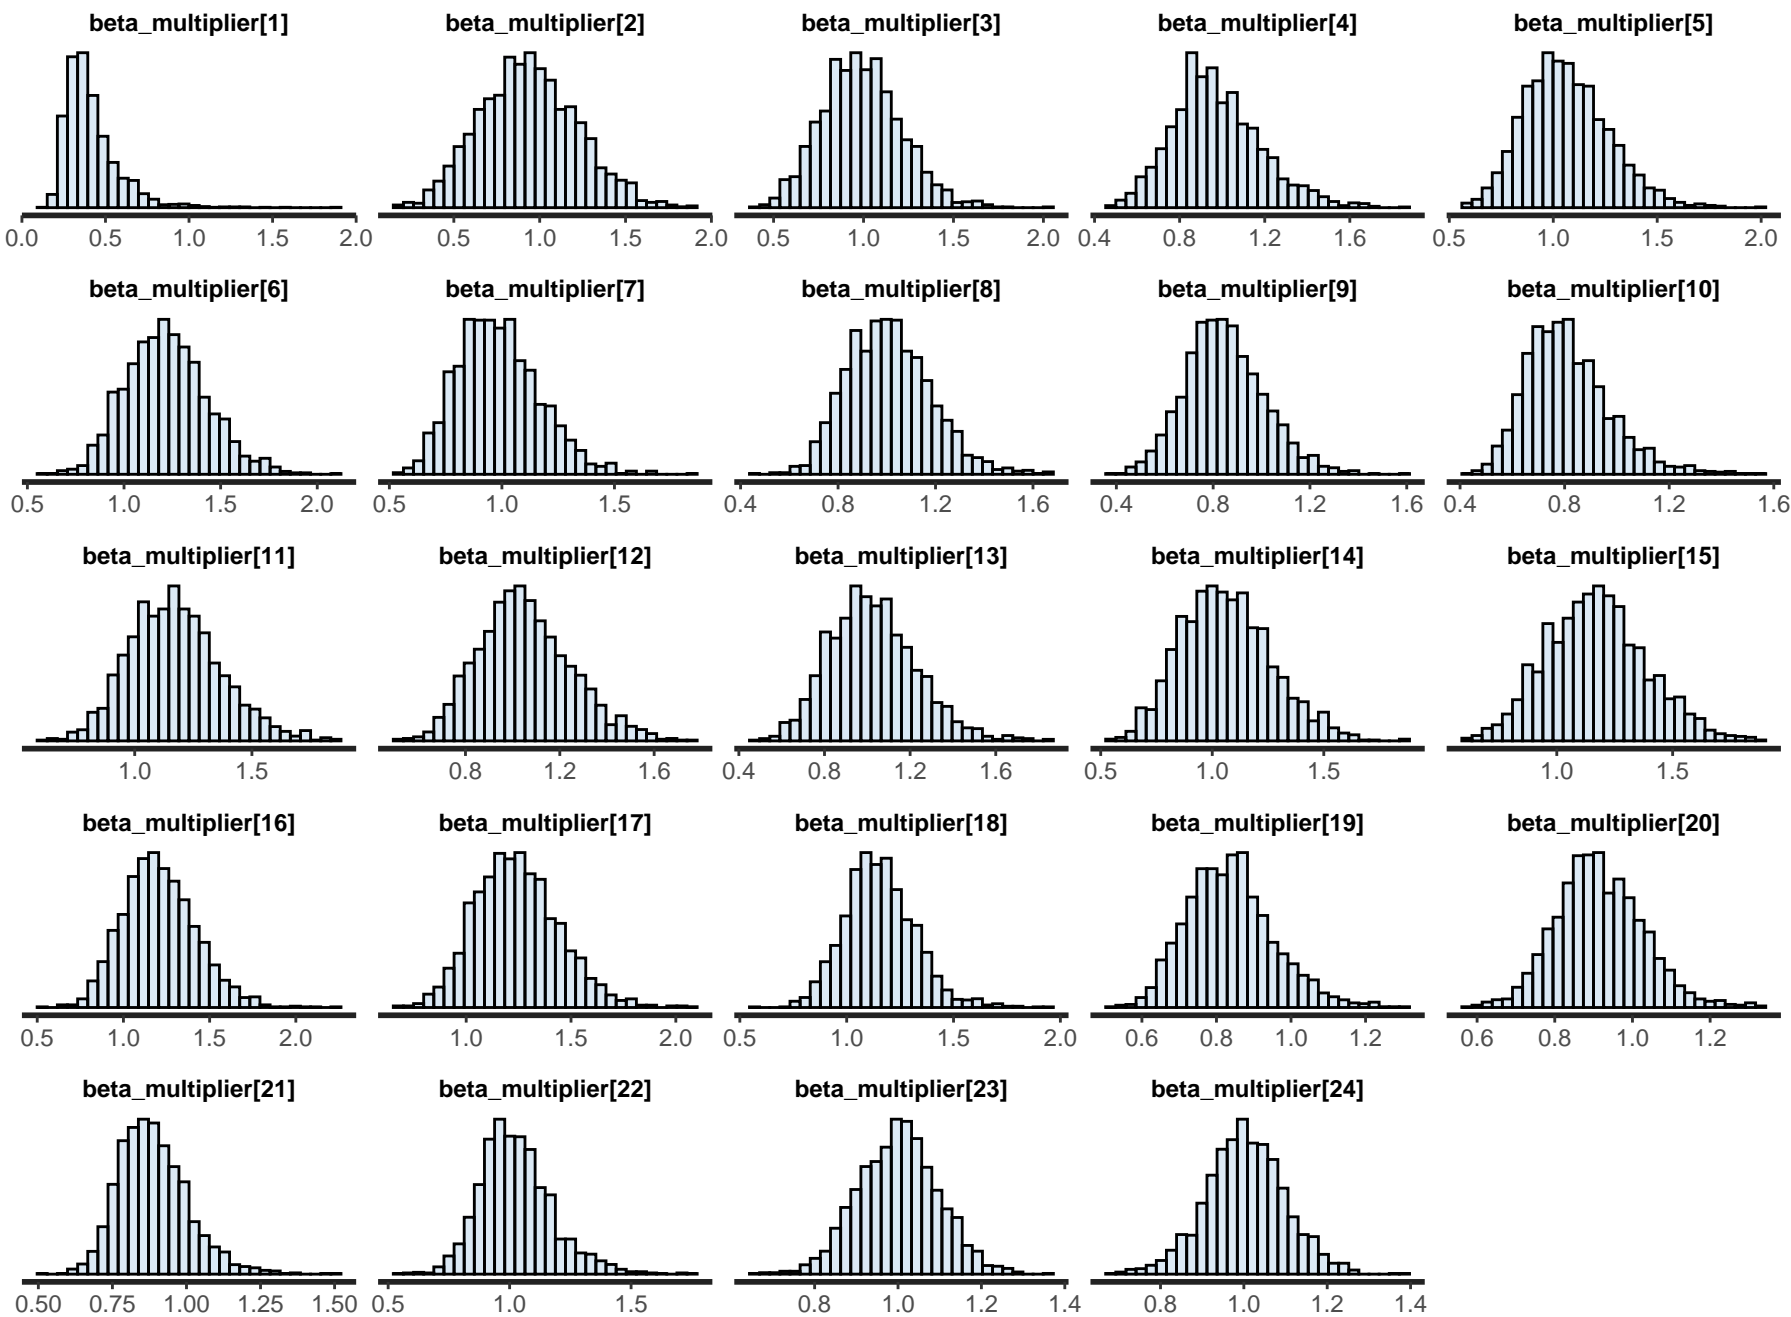 beta_multiplier[1] beta_multiplier[2] beta_multiplier[3] beta_multiplier[4] beta_multiplier[5]
0.0 0.5 1.0 1.5 2.0 0.5 1.0 1.5 2.0 0.5 1.0 1.5 2.0 0.4 0.8 1.2 1.6 0.5 1.0 1.5 2.0
beta_multiplier[6] beta_multiplier[7] beta_multiplier[8] beta_multiplier[9] beta_multiplier[10]
0.5 1.0 1.5 2.0 0.5 1.0 1.5 0.4 0.8 1.2 1.6 0.4 0.8 1.2 1.6 0.4 0.8 1.2 1.6
beta_multiplier[11] beta_multiplier[12] beta_multiplier[13] beta_multiplier[14] beta_multiplier[15]
1.0 1.5 0.8 1.2 1.6 0.4 0.8 1.2 1.6 0.5 1.0 1.5 1.0 1.5
beta_multiplier[16] beta_multiplier[17] beta_multiplier[18] beta_multiplier[19] beta_multiplier[20]
0.5 1.0 1.5 2.0 1.0 1.5 2.0 0.5 1.0 1.5 2.0 0.6 0.8 1.0 1.2 0.6 0.8 1.0 1.2
beta_multiplier[21] beta_multiplier[22] beta_multiplier[23] beta_multiplier[24]
0.50 0.75 1.00 1.25 1.50 0.5 1.0 1.5 0.8 1.0 1.2 1.4 0.8 1.0 1.2 1.4